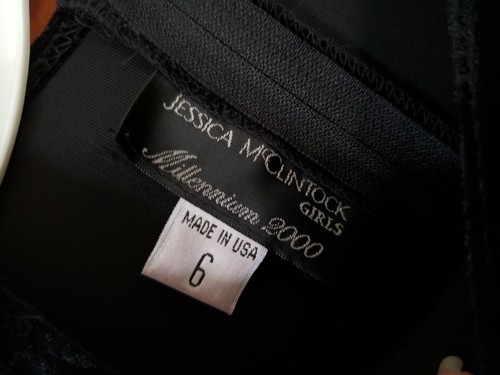 JESSICA McCLINTOCK
GIRLS
Millennium 2000
MADE IN USA
6